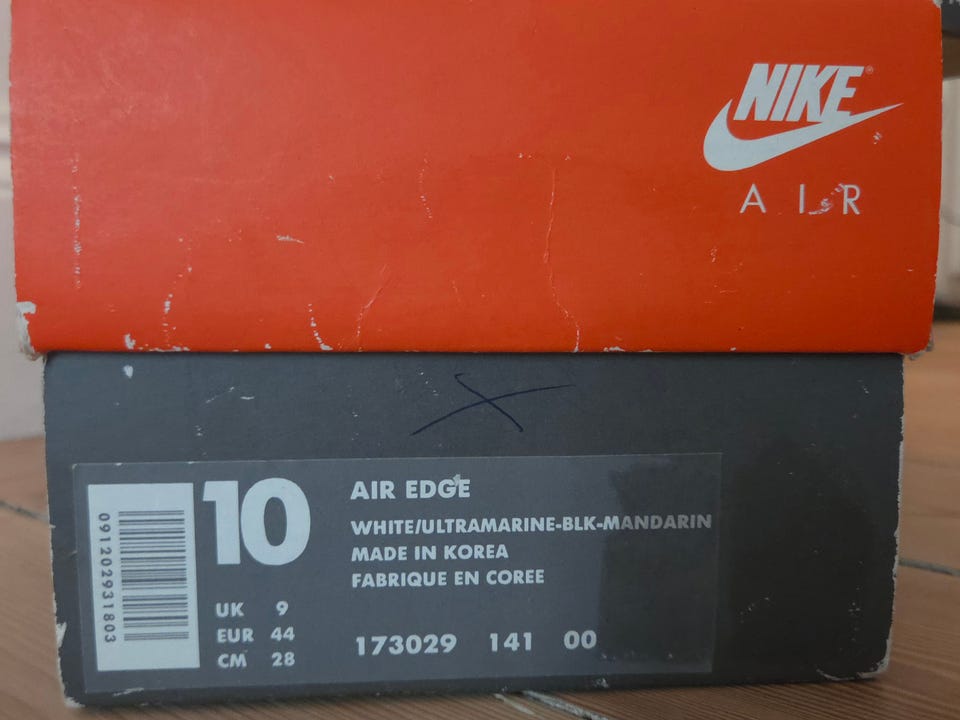 NIKE®
AIR
10
UK 9
EUR 44
CM 28
AIR EDGE
WHITE/ULTRAMARINE-BLK-MANDARIN
MADE IN KOREA
FABRIQUE EN COREE
173029 141 00
091202931803